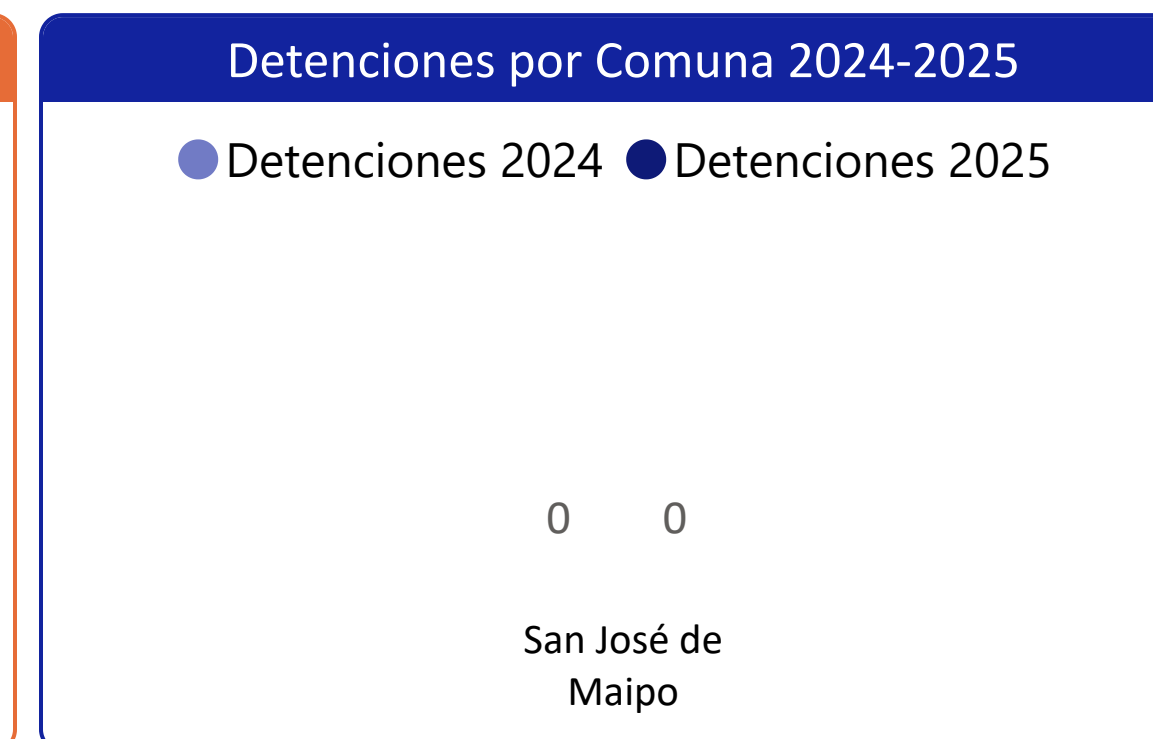 Detenciones por Comuna 2024-2025
Detenciones 2024 Detenciones 2025
0 0
San José de
Maipo